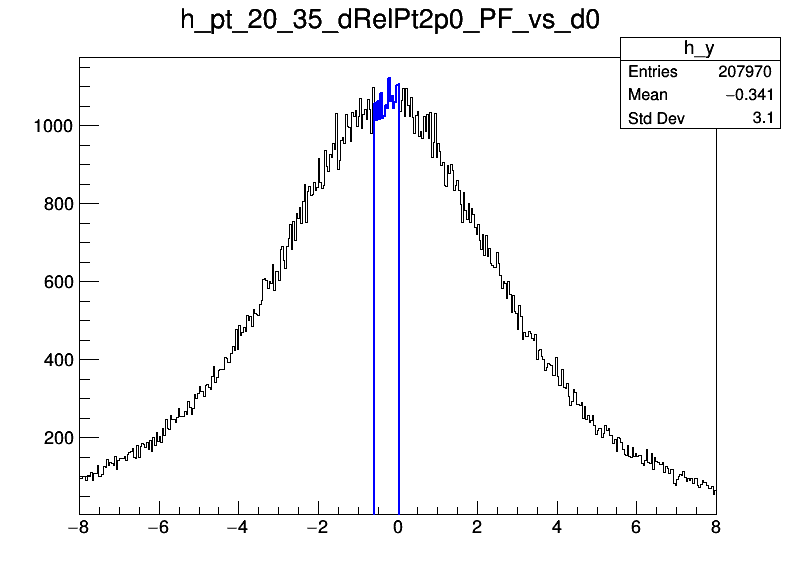 h_pt_20_35_dRelPt2p0_PF_vs_d0
h_y
Entries 207970
Mean −0.341
Std Dev 3.1
1000
800
600
400
200
−8 −6 −4 −2 0 2 4 6 8